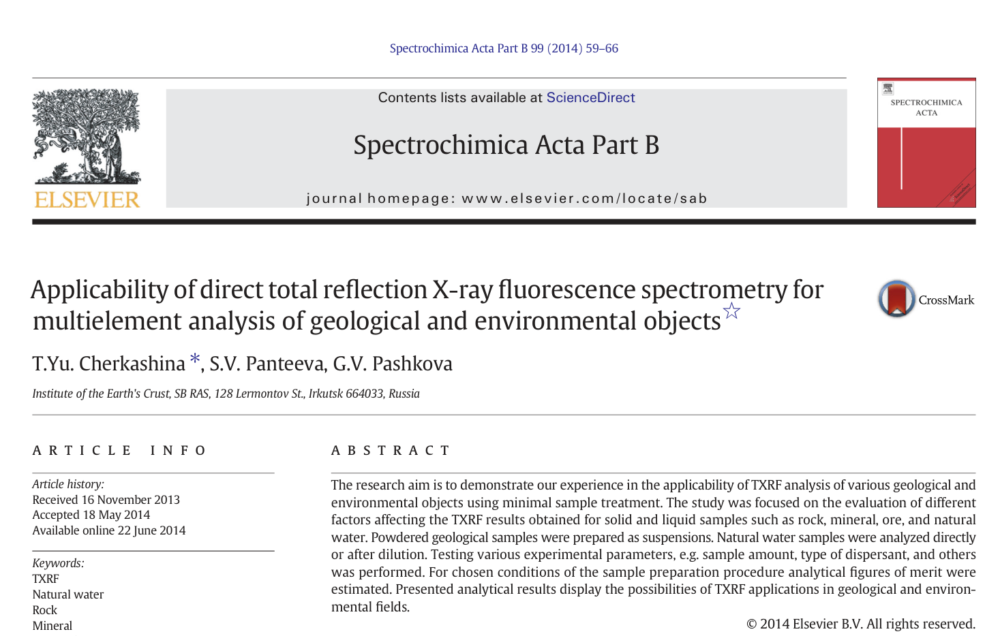 Spectrochimica Acta Part B 99 (2014) 59–66
Contents lists available at ScienceDirect
Spectrochimica Acta Part B
journal homepage: www.elsevier.com/locate/sab
ELSEVIER
SPECTROCHIMICA
ACTA
Applicability of direct total reflection X-ray fluorescence spectrometry for
multielement analysis of geological and environmental objects☆
CrossMark
T.Yu. Cherkashina *, S.V. Panteeva, G.V. Pashkova
Institute of the Earth's Crust, SB RAS, 128 Lermontov St., Irkutsk 664033, Russia
ARTICLE INFO
Article history:
Received 16 November 2013
Accepted 18 May 2014
Available online 22 June 2014
Keywords:
TXRF
Natural water
Rock
Mineral
ABSTRACT
The research aim is to demonstrate our experience in the applicability of TXRF analysis of various geological and
environmental objects using minimal sample treatment. The study was focused on the evaluation of different
factors affecting the TXRF results obtained for solid and liquid samples such as rock, mineral, ore, and natural
water. Powdered geological samples were prepared as suspensions. Natural water samples were analyzed directly
or after dilution. Testing various experimental parameters, e.g. sample amount, type of dispersant, and others
was performed. For chosen conditions of the sample preparation procedure analytical figures of merit were
estimated. Presented analytical results display the possibilities of TXRF applications in geological and environ-
mental fields.
© 2014 Elsevier B.V. All rights reserved.